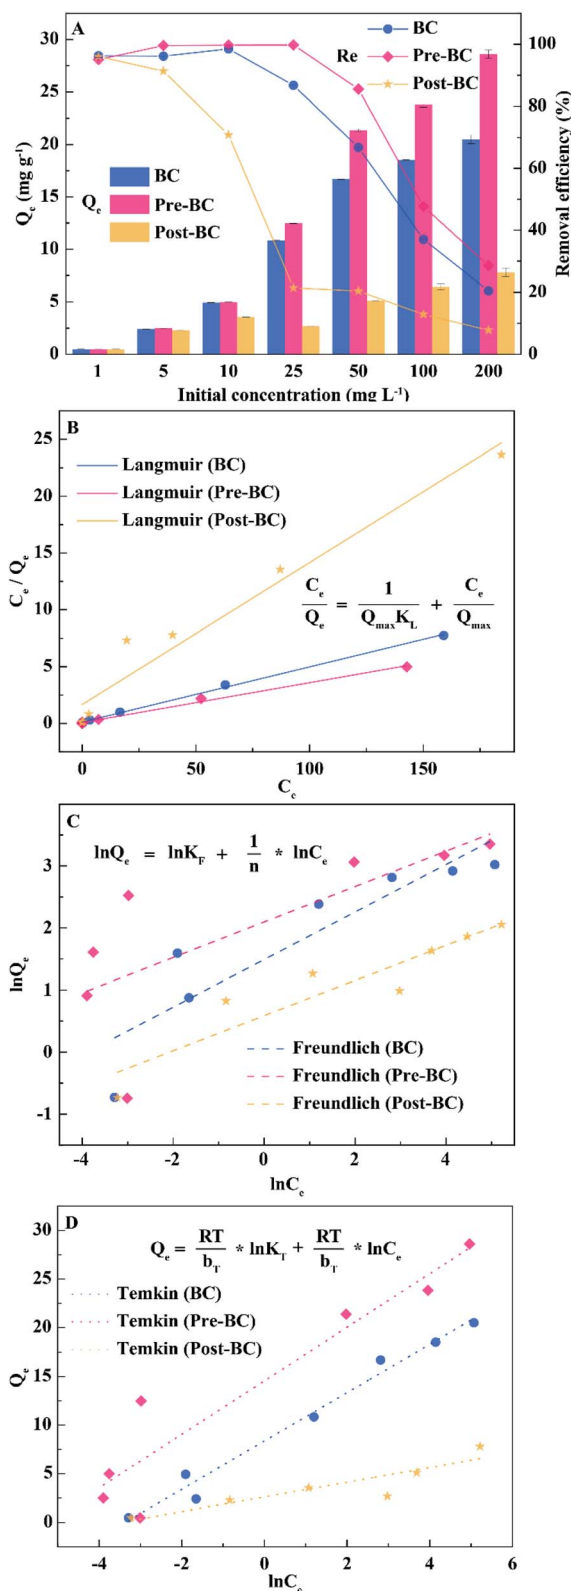 A
Re
BC
Pre-BC
Post-BC
Qe
BC
Pre-BC
Post-BC
Qe (mg g-1)
30
25
20
15
10
5
0
Removal efficiency (%)
100
80
60
40
20
0
1 5 10 25 50 100 200
Initial concentration (mg L-1)
B
Langmuir (BC)
Langmuir (Pre-BC)
Langmuir (Post-BC)
Ce / Qe = 1 / QmaxKL + Ce / Qmax
Ce / Qe
25
20
15
10
5
0
0 50 100 150
Ce
C
lnQe = lnKF + 1/n * lnCe
Freundlich (BC)
Freundlich (Pre-BC)
Freundlich (Post-BC)
lnQe
3
2
1
0
-1
-4 -2 0 2 4
lnCe
D
Qe = RT/bT * lnKT + RT/bT * lnCe
Temkin (BC)
Temkin (Pre-BC)
Temkin (Post-BC)
Qe
30
25
20
15
10
5
0
-4 -2 0 2 4 6
lnCe